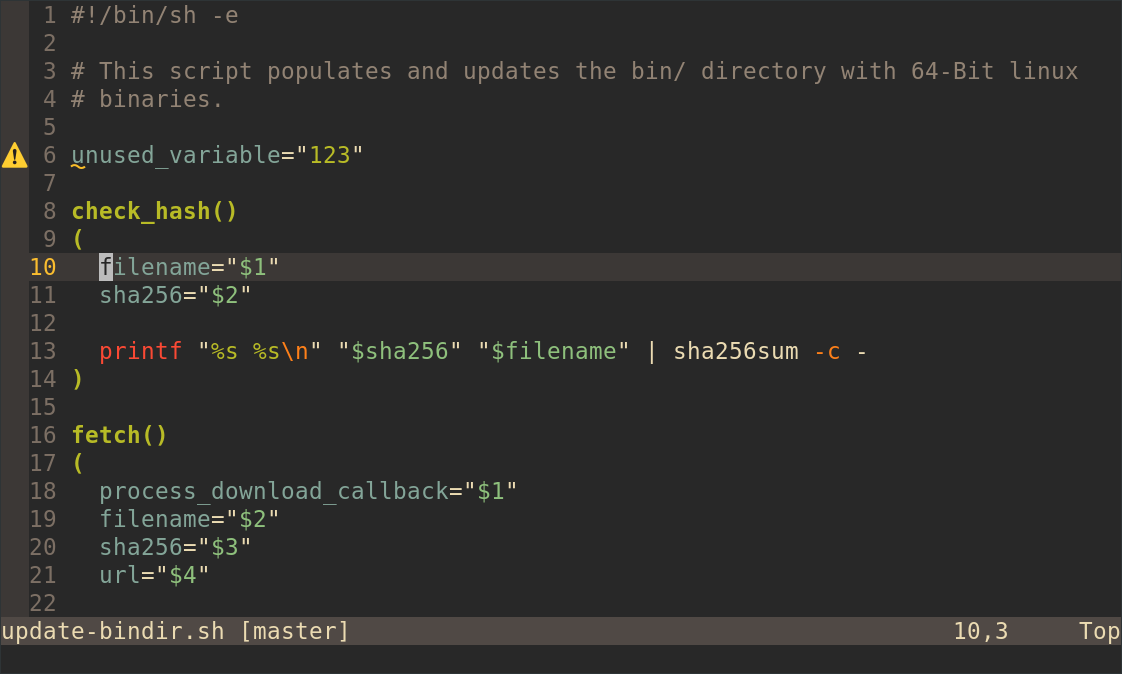 1 #!/bin/sh -e
2
3 # This script populates and updates the bin/ directory with 64-Bit linux
4 # binaries.
5
6 unused_variable="123"
7
8 check_hash()
9 (
10   filename="$1"
11   sha256="$2"
12
13   printf "%s %s\n" "$sha256" "$filename" | sha256sum -c -
14 )
15
16 fetch()
17 (
18   process_download_callback="$1"
19   filename="$2"
20   sha256="$3"
21   url="$4"
22
update-bindir.sh [master] 10,3 Top